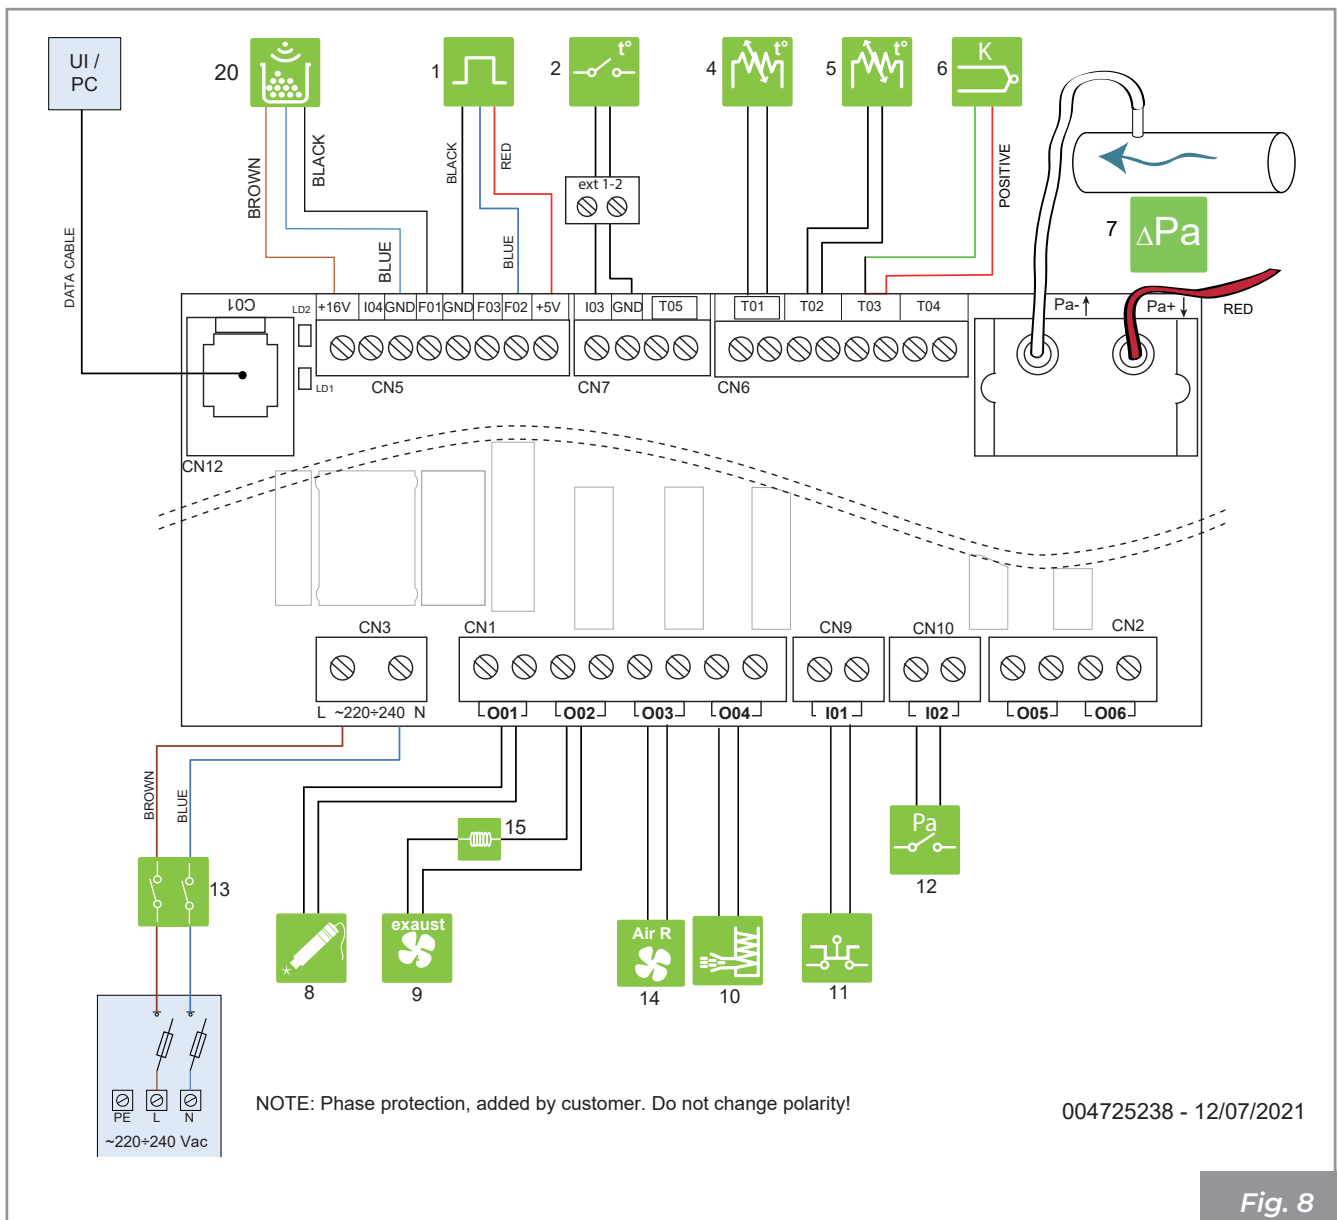 UI /
PC
20
1
2
t°
4
t°
5
t°
6
K
BROWN
BLACK
BLACK
RED
POSITIVE
ext 1-2
7
ΔPa
DATA CABLE
BLUE
BLUE
C01
LD2
+16V I04 GND F01 GND F03 F02 +5V
I03 GND T05
T01 T02 T03 T04
Pa- Pa+
RED
LD1
CN5
CN7
CN6
CN12
CN3
CN1
CN9
CN10
CN2
L ~220÷240 N
O01 O02 O03 O04
I01
I02
O05 O06
BROWN
BLUE
15
Pa
13
12
exaust
Air R
8
9
14
10
11
PE L N
~220÷240 Vac
NOTE: Phase protection, added by customer. Do not change polarity!
004725238 - 12/07/2021
Fig. 8